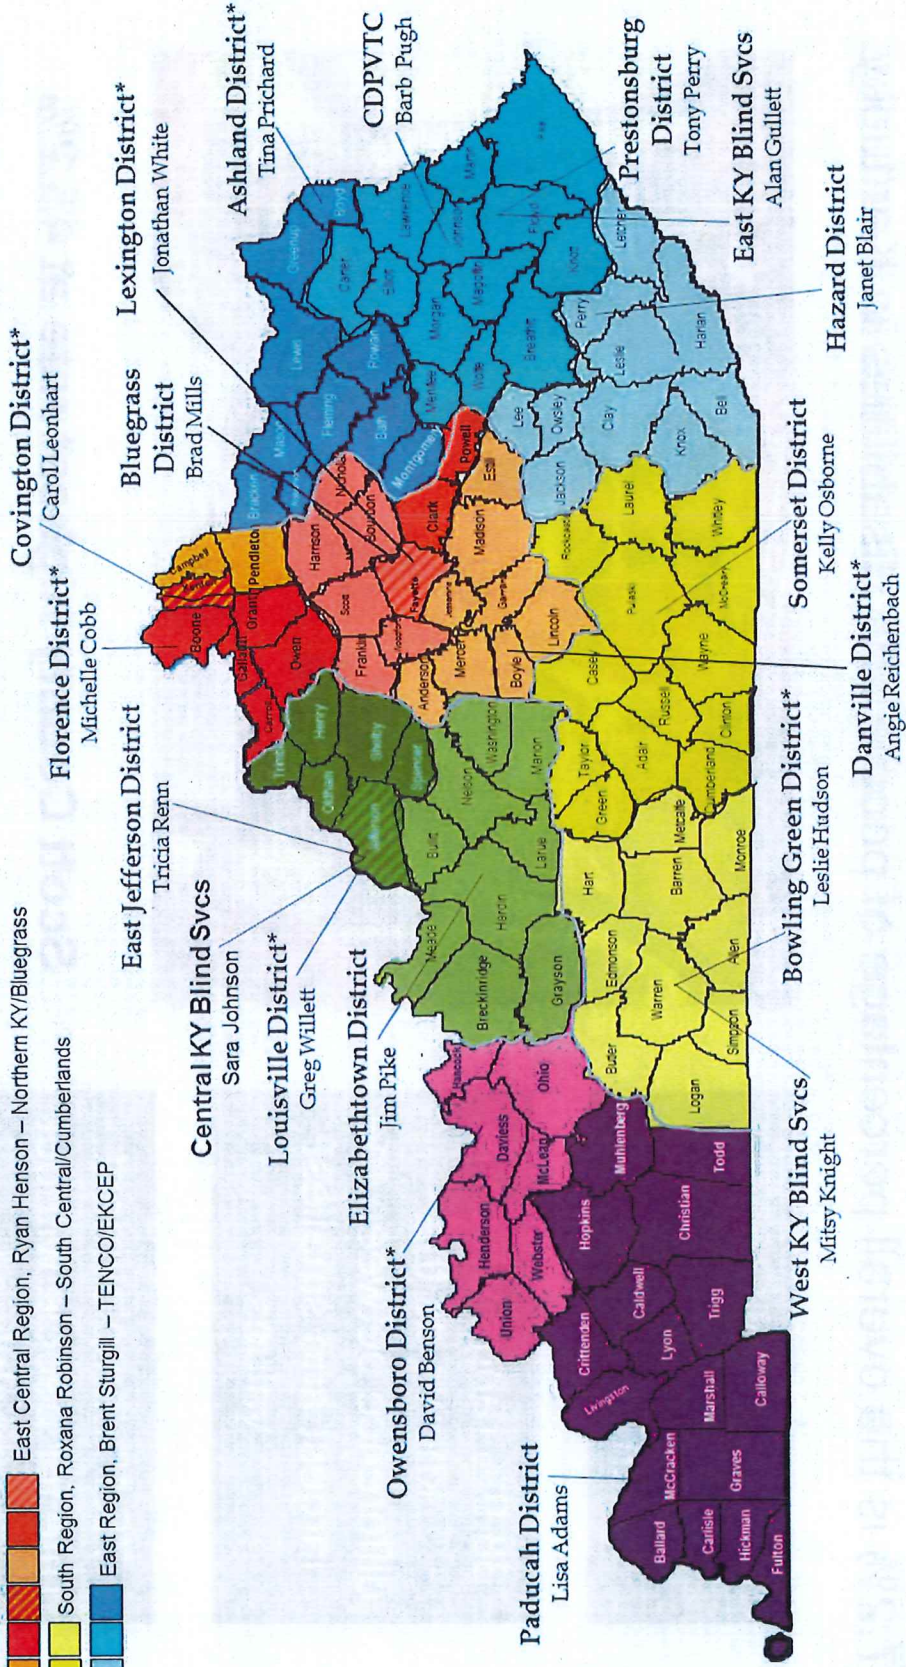 East Central Region, Ryan Henson – Northern KY/Bluegrass
South Region, Roxana Robinson – South Central/Cumberlands
East Region, Brent Sturgill – TENCO/EKCEP
Covington District*
Carol Leonhart
Florence District*
Michelle Cobb
Lexington District*
Jonathan White
Bluegrass
District
Brad Mills
Ashland District*
Tina Prichard
CDPVTC
Barb Pugh
East Jefferson District
Tricia Renn
Central KY Blind Svcs
Sara Johnson
Louisville District*
Greg Willett
Elizabethtown District
Jim Pike
Owensboro District*
David Benson
Paducah District
Lisa Adams
West KY Blind Svcs
Mitsy Knight
Bowling Green District*
Leslie Hudson
Danville District*
Angie Reichenbach
Somerset District
Kelly Osborne
Hazard District
Janet Blair
East KY Blind Svcs
Alan Gullett
Prestonsburg
District
Tony Perry
Campbell
Kenton
Boone
Pendleton
Grant
Gallatin
Owen
Carroll
Bracken
Mason
Lewis
Greenup
Boyd
Fleming
Rowan
Carter
Elliott
Lawrence
Bath
Montgomery
Menifee
Morgan
Johnson
Martin
Magoffin
Floyd
Pike
Wolfe
Breathitt
Knott
Letcher
Perry
Leslie
Harlan
Lee
Owsley
Clay
Knox
Bell
Jackson
Harrison
Nicholas
Bourbon
Scott
Fayette
Franklin
Woodford
Clark
Powell
Estill
Madison
Garrard
Anderson
Mercer
Boyle
Lincoln
Rockcastle
Laurel
Whitley
Pulaski
McCreary
Casey
Wayne
Russell
Clinton
Taylor
Adair
Green
Cumberland
Metcalfe
Monroe
Hart
Barren
Edmonson
Warren
Allen
Butler
Simpson
Logan
Trimble
Henry
Oldham
Shelby
Spencer
Jefferson
Bullitt
Nelson
Washington
Marion
Larue
Hardin
Meade
Breckinridge
Grayson
Hancock
Daviess
Ohio
McLean
Henderson
Webster
Union
Muhlenberg
Hopkins
Todd
Christian
Crittenden
Caldwell
Lyon
Trigg
Livingston
Marshall
Calloway
McCracken
Graves
Ballard
Carlisle
Hickman
Fulton